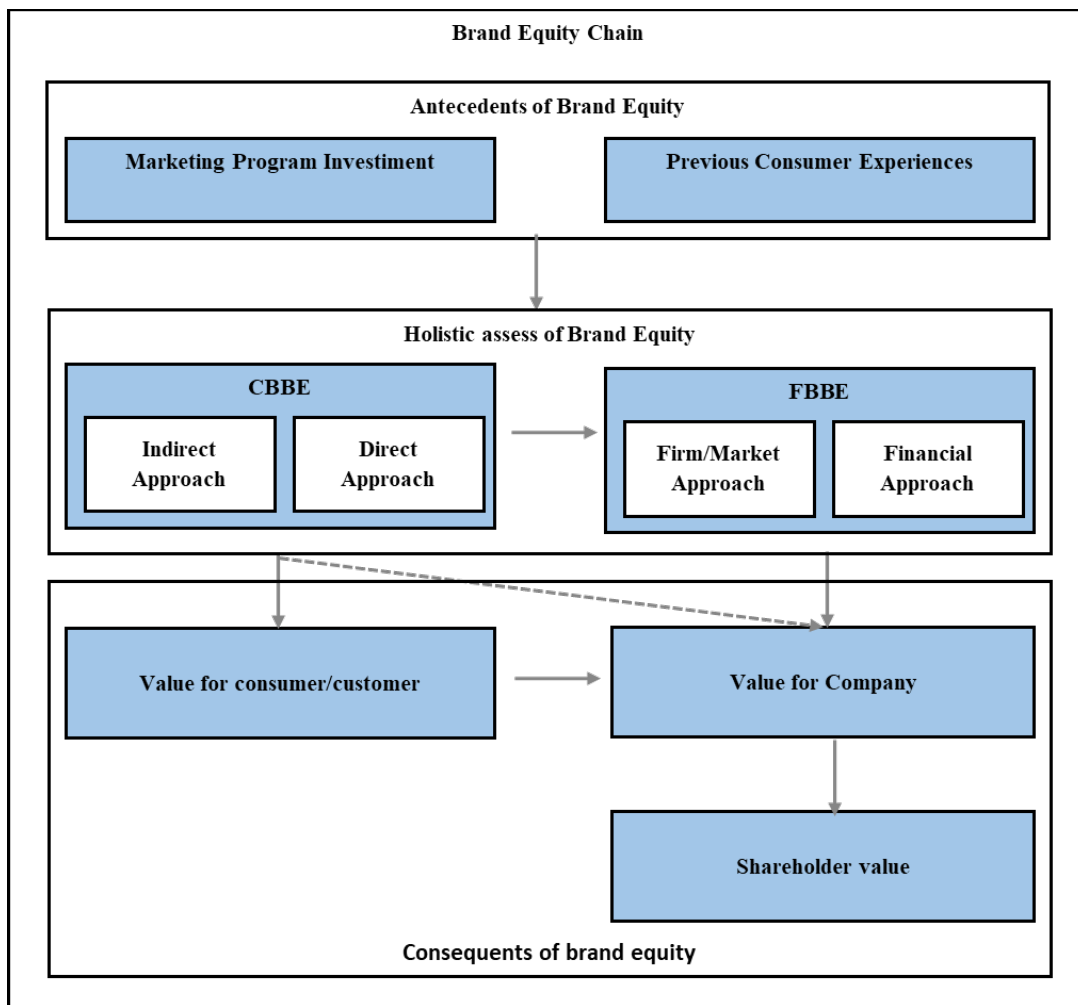 Brand Equity Chain
Antecedents of Brand Equity
Marketing Program Investiment
Previous Consumer Experiences
Holistic assess of Brand Equity
CBBE
Indirect
Approach
Direct
Approach
FBBE
Firm/Market
Approach
Financial
Approach
Value for consumer/customer
Value for Company
Shareholder value
Consequents of brand equity